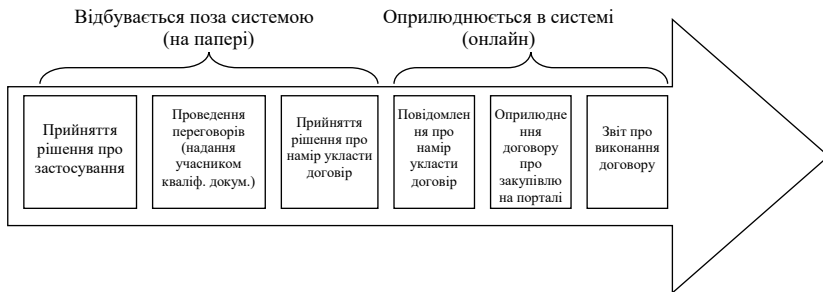 Відбувається поза системою
(на папері)
Оприлюднюється в системі
(онлайн)
Прийняття
рішення про
застосування
Проведення
переговорів
(надання
учасником
кваліф. докум.)
Прийняття
рішення про
намір укласти
договір
Повідомлен
ня про
намір
укласти
договір
Оприлюдне
ння
договору
про
закупівлю
на порталі
Звіт про
виконання
договору